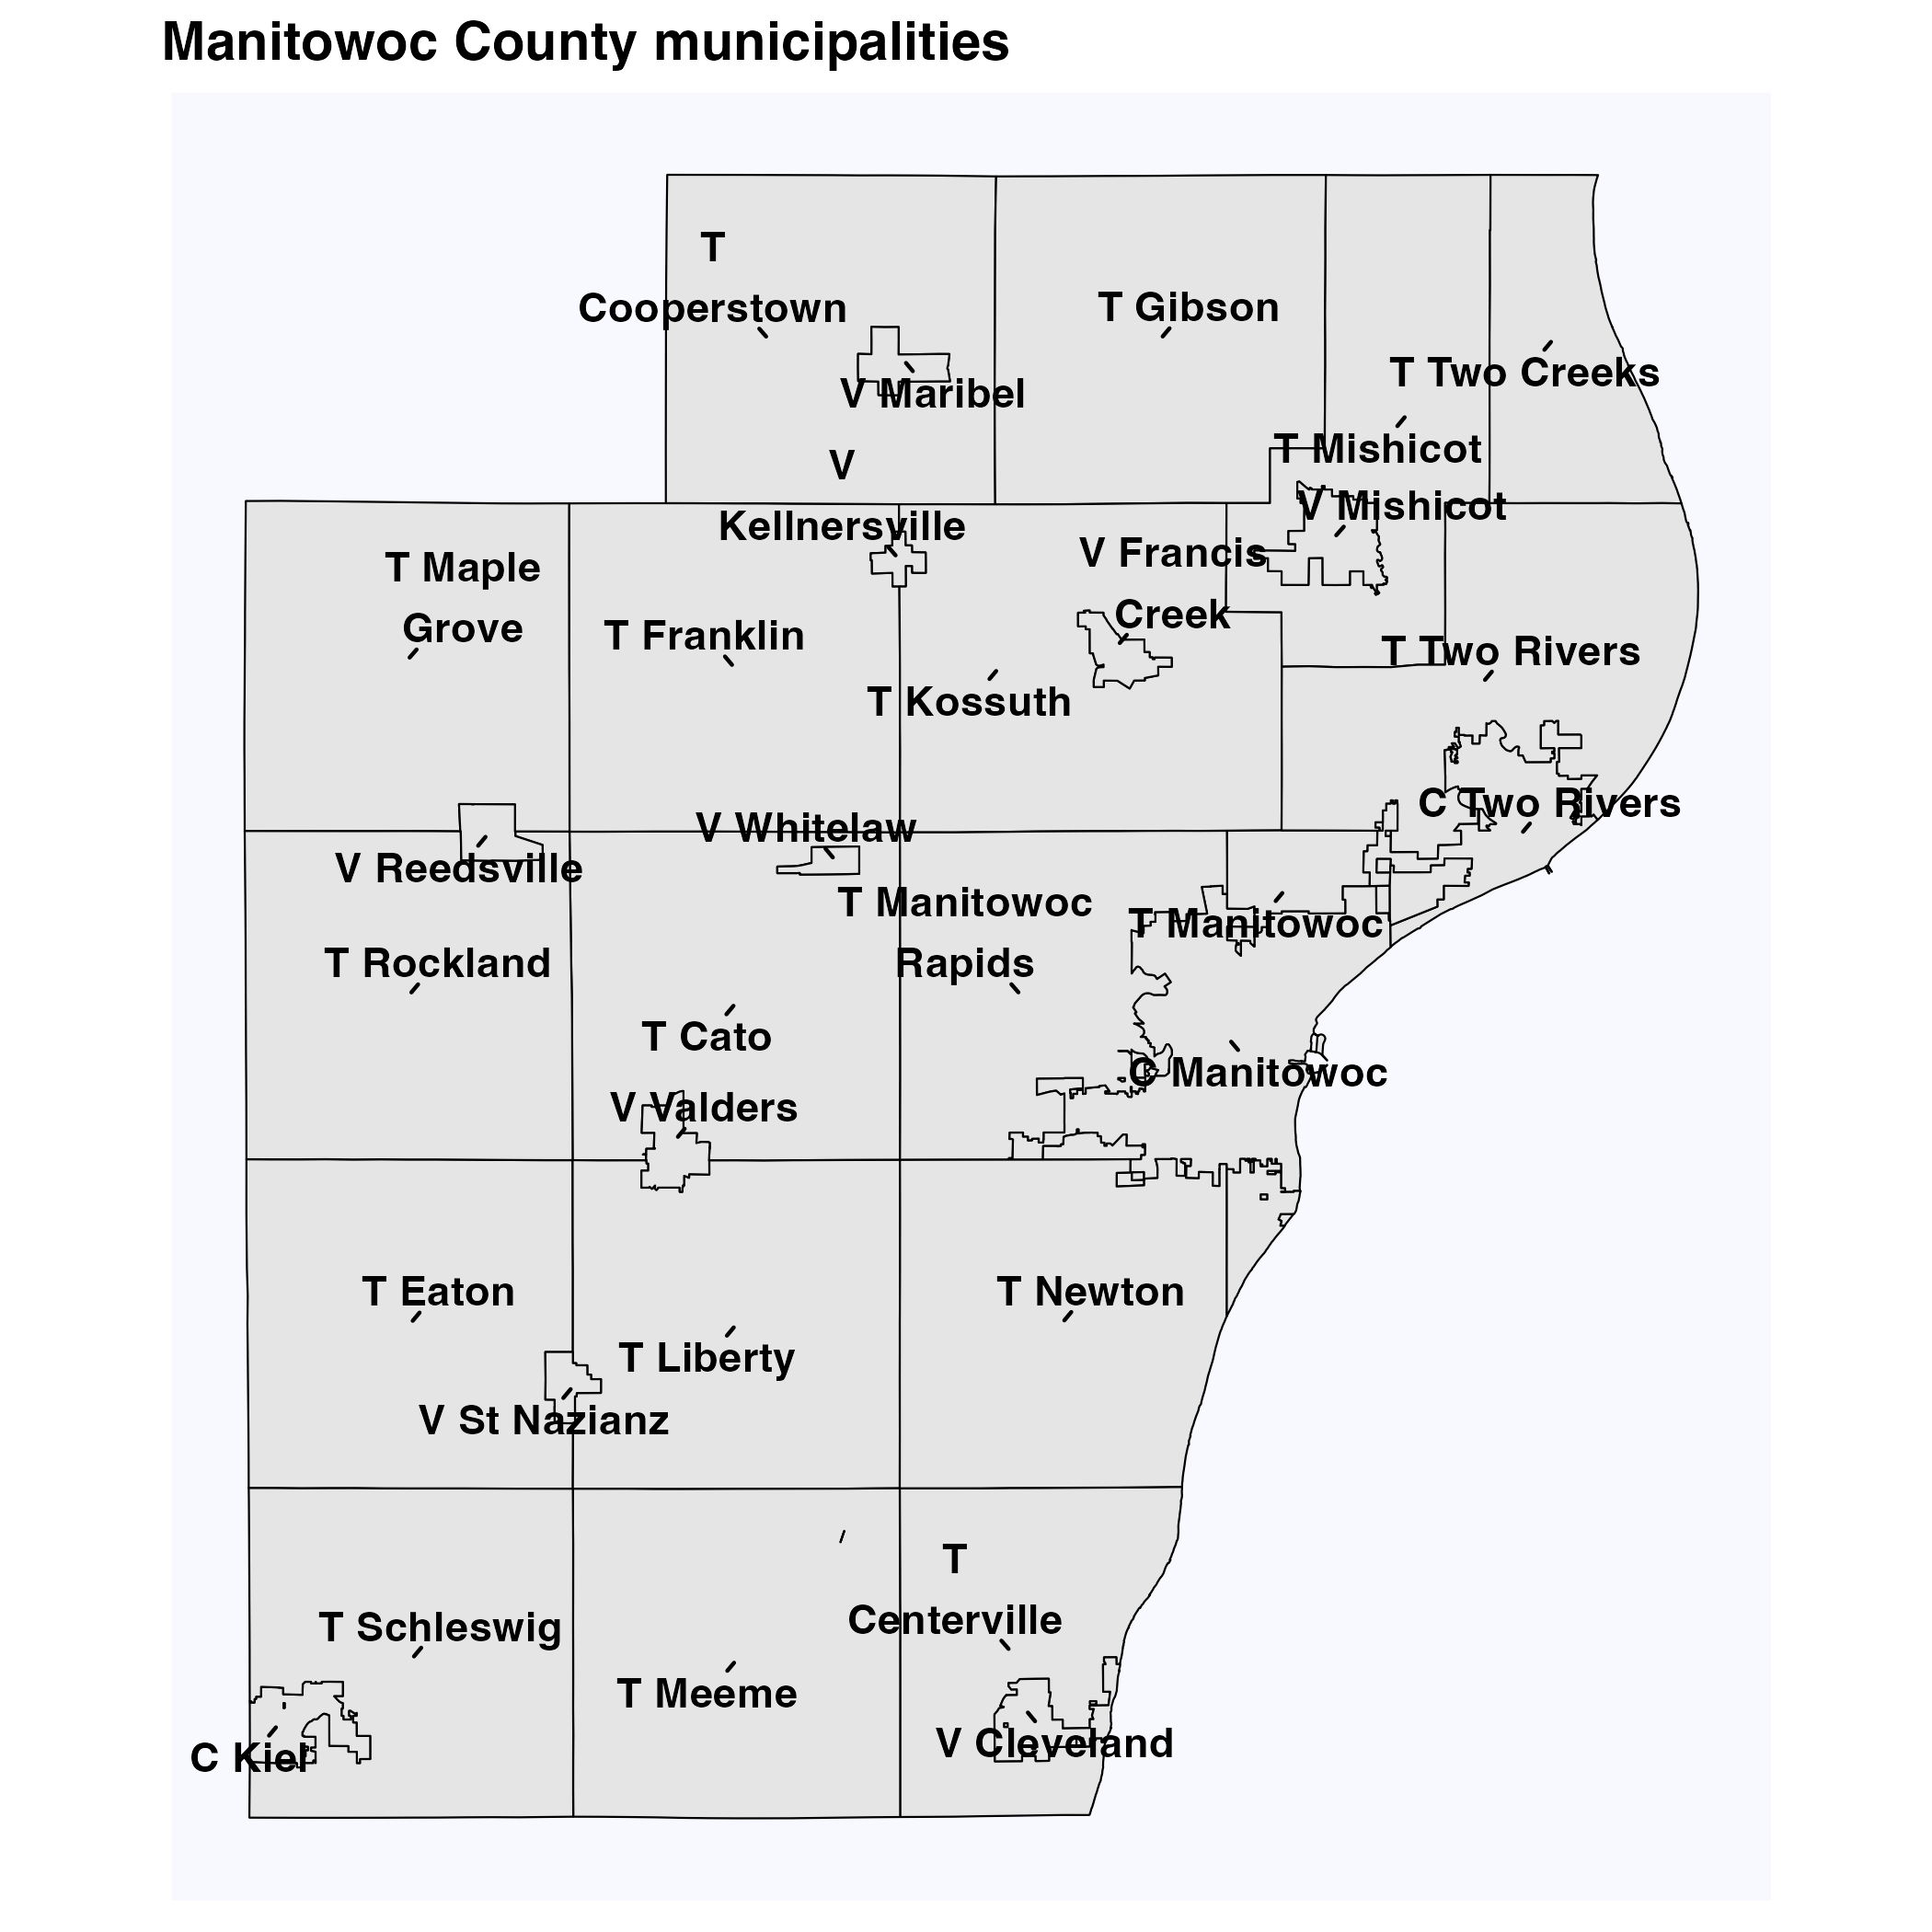 Manitowoc County municipalities
T
Cooperstown
T Gibson
T Two Creeks
V Maribel
T Mishicot
V
Kellnersville
V Mishicot
T Maple
Grove
V Francis
Creek
T Franklin
T Two Rivers
T Kossuth
C Two Rivers
V Whitelaw
V Reedsville
T Manitowoc
Rapids
T Manitowoc
T Rockland
T Cato
C Manitowoc
V Valders
T Eaton
T Newton
T Liberty
V St Nazianz
T
Centerville
T Schleswig
T Meeme
V Cleveland
C Kiel